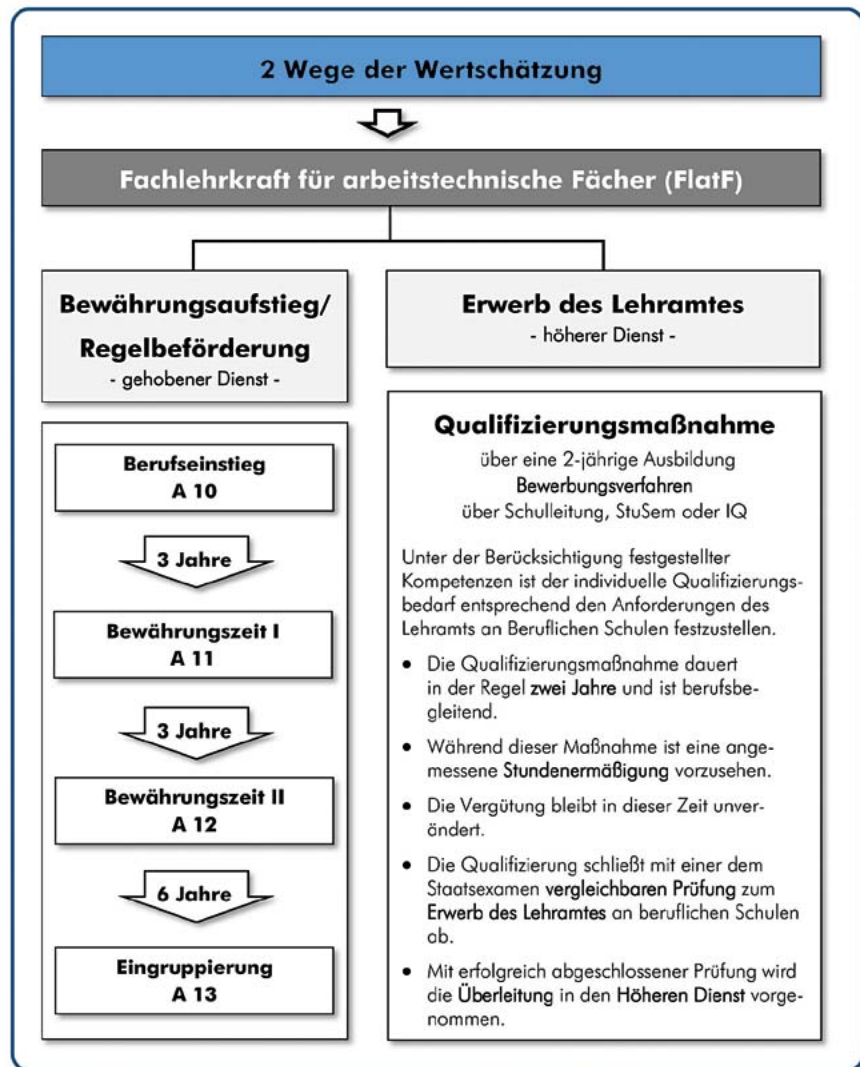 2 Wege der Wertschätzung
Fachlehrkraft für arbeitstechnische Fächer (FlatF)
Bewährungsaufstieg/
Regelbeförderung
- gehobener Dienst -
Berufseinstieg
A 10
3 Jahre
Bewährungszeit I
A 11
3 Jahre
Bewährungszeit II
A 12
6 Jahre
Eingruppierung
A 13
Erwerb des Lehramtes
- höherer Dienst -
Qualifizierungsmaßnahme
über eine 2-jährige Ausbildung
Bewerbungsverfahren
über Schulleitung, StuSem oder IQ
Unter der Berücksichtigung festgestellter
Kompetenzen ist der individuelle Qualifizierungs-
bedarf entsprechend den Anforderungen des
Lehramts an Beruflichen Schulen festzustellen.
• Die Qualifizierungsmaßnahme dauert
in der Regel zwei Jahre und ist berufsbe-
gleitend.
• Während dieser Maßnahme ist eine ange-
messene Stundenermäßigung vorzusehen.
• Die Vergütung bleibt in dieser Zeit unver-
ändert.
• Die Qualifizierung schließt mit einer dem
Staatsexamen vergleichbaren Prüfung zum
Erwerb des Lehramtes an beruflichen Schulen
ab.
• Mit erfolgreich abgeschlossener Prüfung wird
die Überleitung in den Höheren Dienst vorge-
nommen.